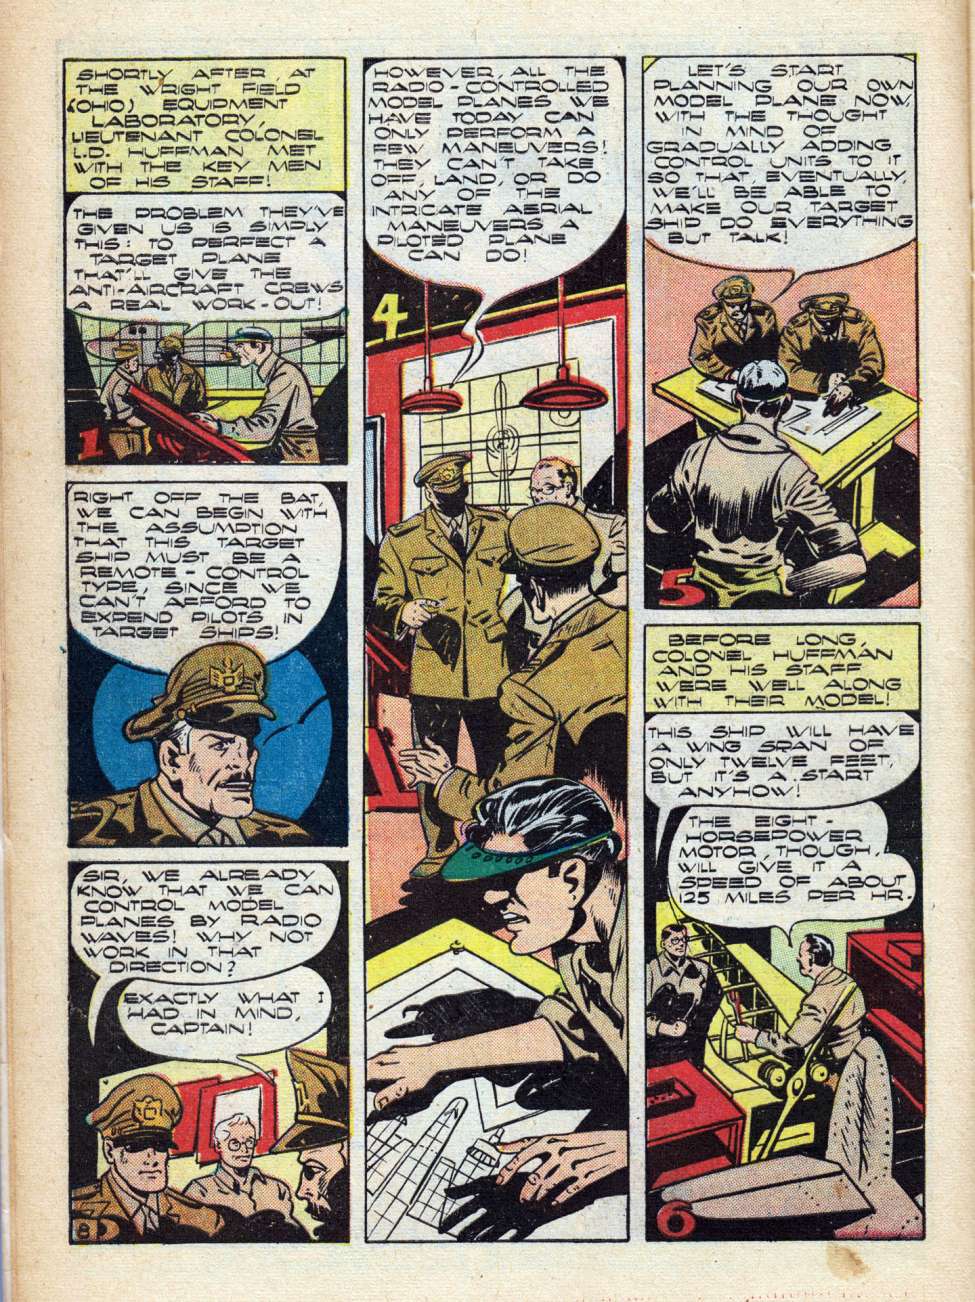 SHORTLY AFTER, AT
THE WRIGHT FIELD
(OHIO) EQUIPMENT
LABORATORY,
LIEUTENANT COLONEL
L.D. HUFFMAN MET
WITH THE KEY MEN
OF HIS STAFF!
THE PROBLEM THEY'VE
GIVEN US IS SIMPLY
THIS: TO PERFECT A
TARGET PLANE
THAT'LL GIVE THE
ANTI-AIRCRAFT CREWS
A REAL WORK-OUT!
1
RIGHT OFF THE BAT,
WE CAN BEGIN WITH
THE ASSUMPTION
THAT THIS TARGET
SHIP MUST BE A
REMOTE-CONTROL
TYPE, SINCE WE
CAN'T AFFORD TO
EXPEND PILOTS IN
TARGET SHIPS!
SIR, WE ALREADY
KNOW THAT WE CAN
CONTROL MODEL
PLANES BY RADIO
WAVES! WHY NOT
WORK IN THAT
DIRECTION?
EXACTLY WHAT I
HAD IN MIND,
CAPTAIN!
8
HOWEVER, ALL THE
RADIO-CONTROLLED
MODEL PLANES WE
HAVE TODAY CAN
ONLY PERFORM A
FEW MANEUVERS!
THEY CAN'T TAKE
OFF, LAND, OR DO
ANY OF THE
INTRICATE AERIAL
MANEUVERS A
PILOTED PLANE
CAN DO!
4
LET'S START
PLANNING OUR OWN
MODEL PLANE NOW,
WITH THE THOUGHT
IN MIND OF
GRADUALLY ADDING
CONTROL UNITS TO IT
SO THAT, EVENTUALLY,
WE'LL BE ABLE TO
MAKE OUR TARGET
SHIP DO EVERYTHING
BUT TALK!
5
BEFORE LONG,
COLONEL HUFFMAN
AND HIS STAFF
WERE WELL ALONG
WITH THEIR MODEL!
THIS SHIP WILL HAVE
A WING SPAN OF
ONLY TWELVE FEET,
BUT IT'S A START
ANYHOW!
THE EIGHT-
HORSEPOWER
MOTOR, THOUGH,
WILL GIVE IT A
SPEED OF ABOUT
125 MILES PER HR.
6